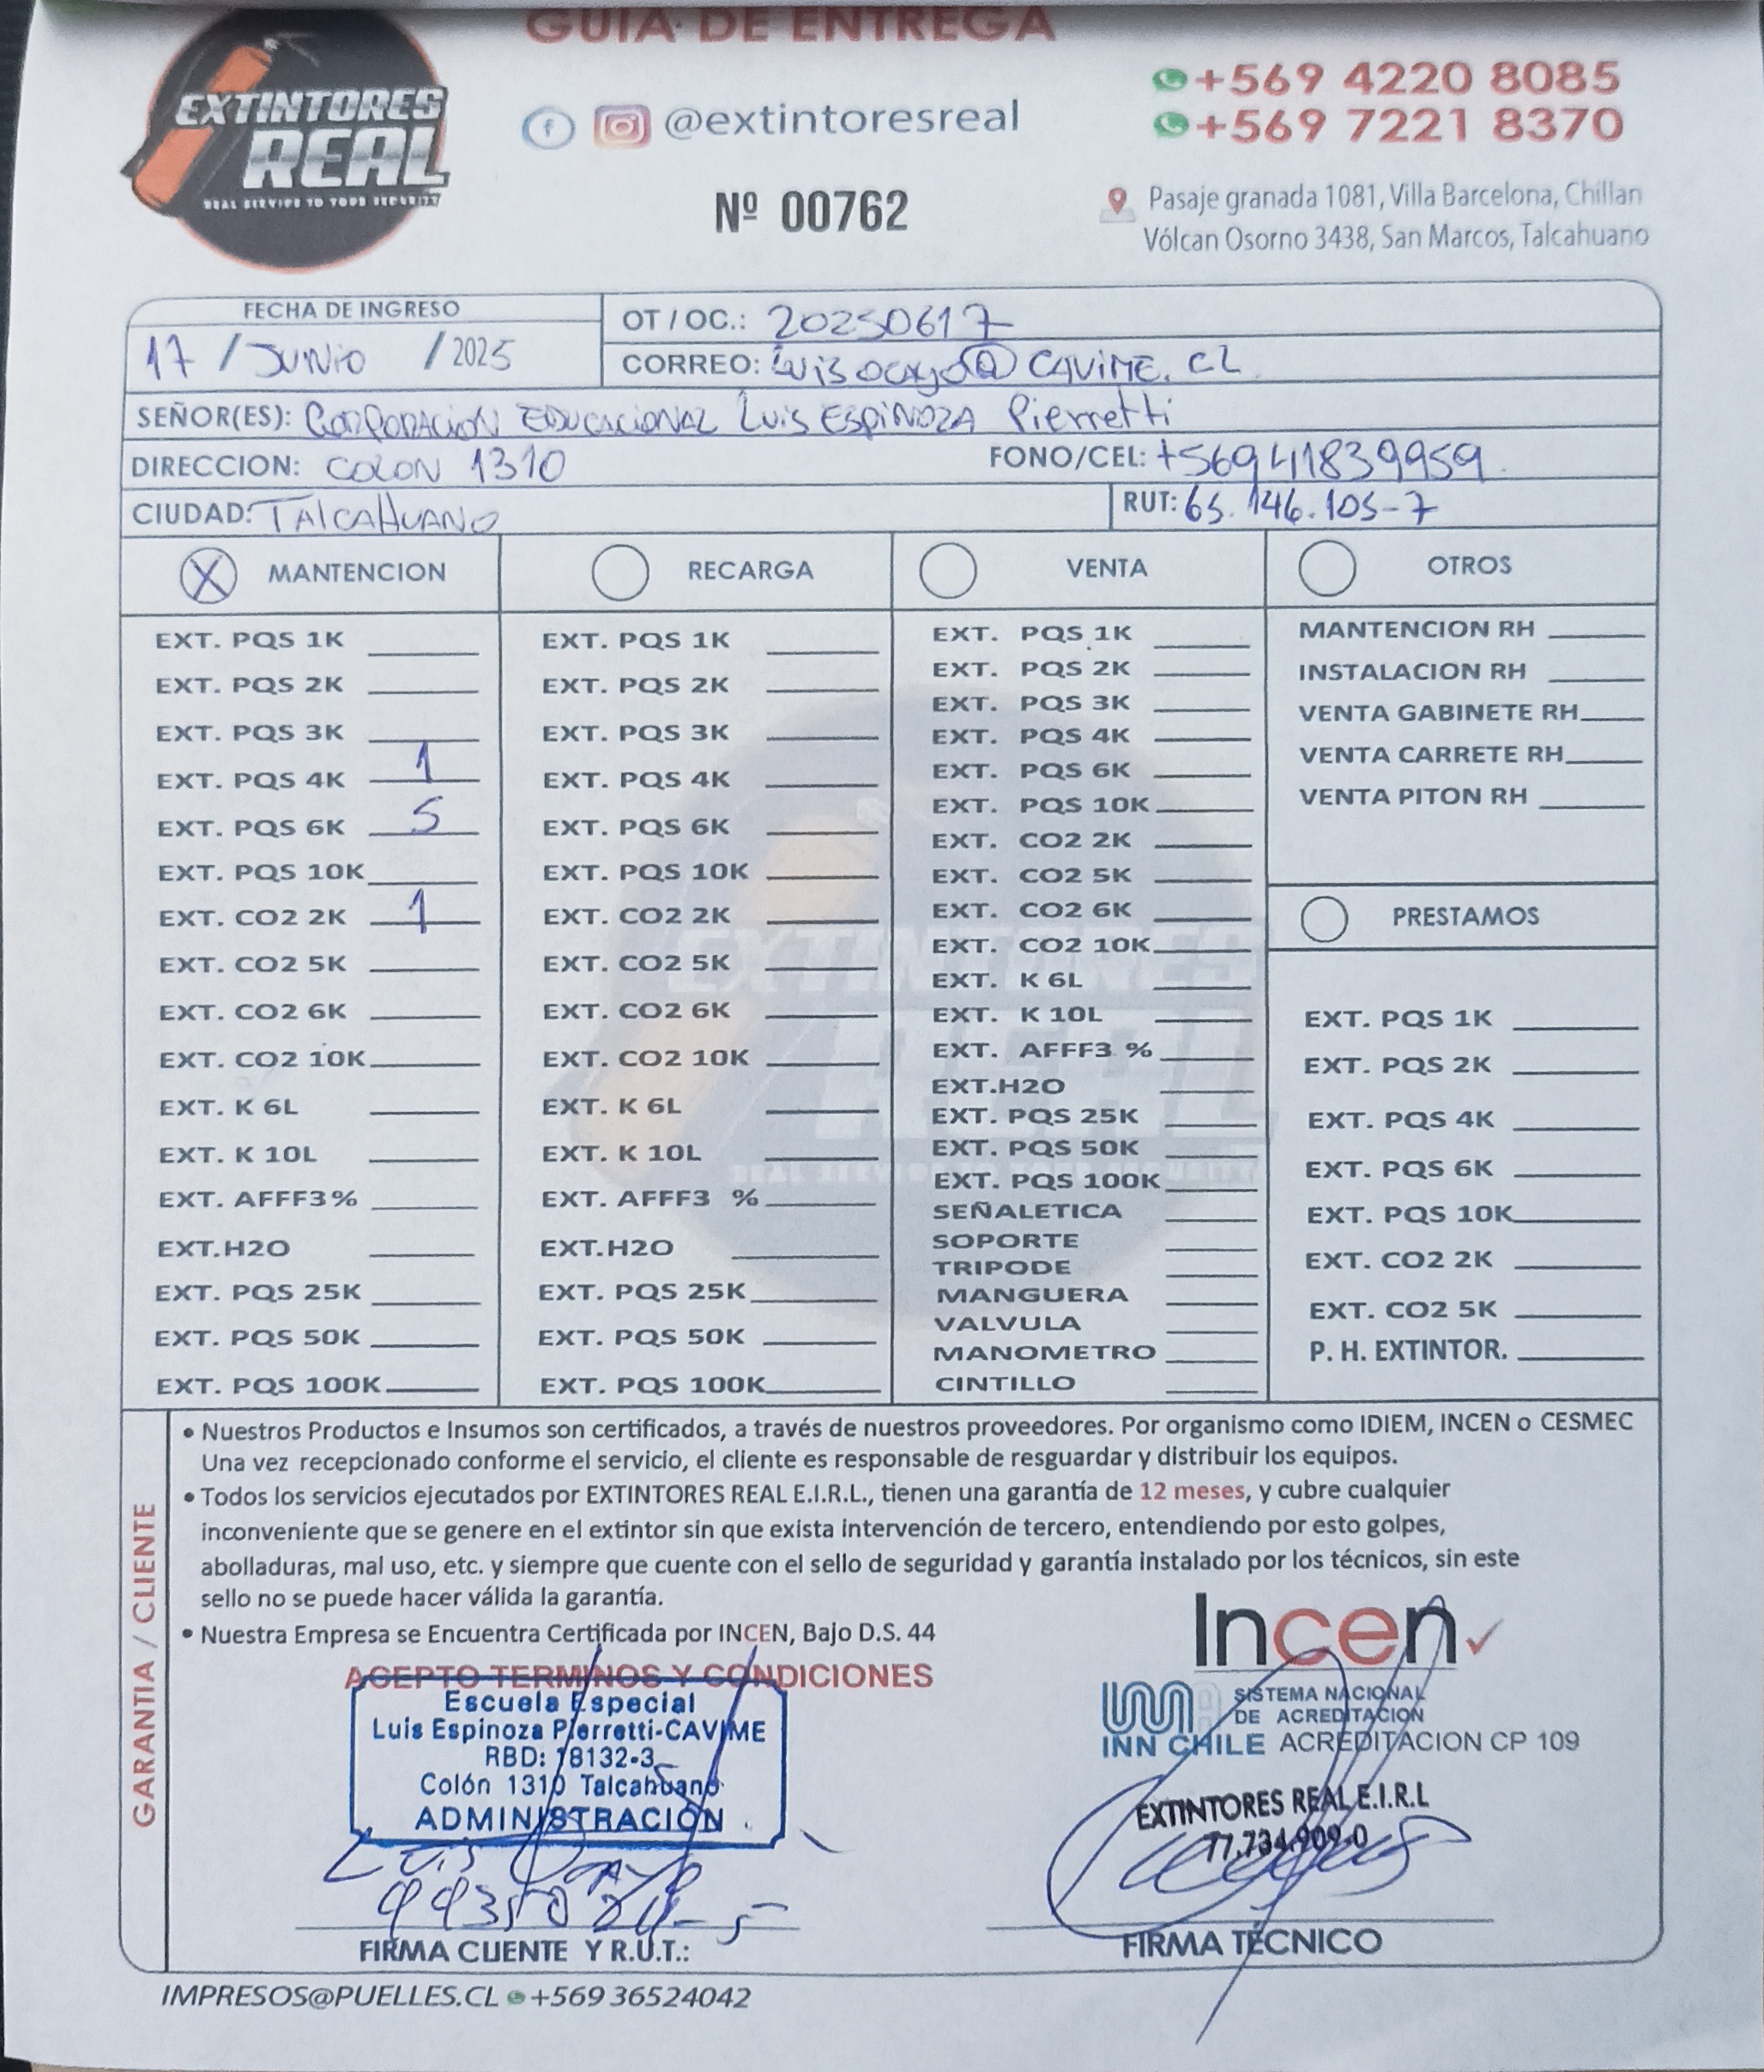 GUIA DE ENTREGA
EXTINTORES
REAL
REAL SERVICE TO YOUR SECURITY
@extintoresreal
+569 4220 8085
+569 7221 8370
Nº 00762
Pasaje granada 1081, Villa Barcelona, Chillan
Vólcan Osorno 3438, San Marcos, Talcahuano
FECHA DE INGRESO
17 / JUNIO / 2025
OT / OC.: 20250617
CORREO: Luis.ocayo@CAVIME.CL
SEÑOR(ES): CORPORACION EDUCACIONAL LUIS ESPINOZA Pierretti
DIRECCION: COLON 1310 FONO/CEL: +56941839959
CIUDAD: TALCAHUANO RUT: 65.146.105-7
X MANTENCION
EXT. PQS 1K
EXT. PQS 2K
EXT. PQS 3K
EXT. PQS 4K 1
EXT. PQS 6K 5
EXT. PQS 10K
EXT. CO2 2K 1
EXT. CO2 5K
EXT. CO2 6K
EXT. CO2 10K
EXT. K 6L
EXT. K 10L
EXT. AFFF3%
EXT.H2O
EXT. PQS 25K
EXT. PQS 50K
EXT. PQS 100K
RECARGA
EXT. PQS 1K
EXT. PQS 2K
EXT. PQS 3K
EXT. PQS 4K
EXT. PQS 6K
EXT. PQS 10K
EXT. CO2 2K
EXT. CO2 5K
EXT. CO2 6K
EXT. CO2 10K
EXT. K 6L
EXT. K 10L
EXT. AFFF3 %
EXT.H2O
EXT. PQS 25K
EXT. PQS 50K
EXT. PQS 100K
VENTA
EXT. PQS 1K
EXT. PQS 2K
EXT. PQS 3K
EXT. PQS 4K
EXT. PQS 6K
EXT. PQS 10K
EXT. CO2 2K
EXT. CO2 5K
EXT. CO2 6K
EXT. CO2 10K
EXT. K 6L
EXT. K 10L
EXT. AFFF3 %
EXT.H2O
EXT. PQS 25K
EXT. PQS 50K
EXT. PQS 100K
SEÑALETICA
SOPORTE
TRIPODE
MANGUERA
VALVULA
MANOMETRO
CINTILLO
OTROS
MANTENCION RH
INSTALACION RH
VENTA GABINETE RH
VENTA CARRETE RH
VENTA PITON RH
PRESTAMOS
EXT. PQS 1K
EXT. PQS 2K
EXT. PQS 4K
EXT. PQS 6K
EXT. PQS 10K
EXT. CO2 2K
EXT. CO2 5K
P. H. EXTINTOR.
GARANTIA / CLIENTE
• Nuestros Productos e Insumos son certificados, a través de nuestros proveedores. Por organismo como IDIEM, INCEN o CESMEC
Una vez recepcionado conforme el servicio, el cliente es responsable de resguardar y distribuir los equipos.
• Todos los servicios ejecutados por EXTINTORES REAL E.I.R.L., tienen una garantía de 12 meses, y cubre cualquier
inconveniente que se genere en el extintor sin que exista intervención de tercero, entendiendo por esto golpes,
abolladuras, mal uso, etc. y siempre que cuente con el sello de seguridad y garantía instalado por los técnicos, sin este
sello no se puede hacer válida la garantía.
• Nuestra Empresa se Encuentra Certificada por INCEN, Bajo D.S. 44
ACEPTO TERMINOS Y CONDICIONES
Escuela Especial
Luis Espinoza Pierretti-CAVIME
RBD: 18132-3
Colón 1310 Talcahuano
ADMINISTRACIÓN
Luis
FIRMA CLIENTE Y R.U.T.:
Incen
INNA SISTEMA NACIONAL
DE ACREDITACION
INN CHILE ACREDITACION CP 109
EXTINTORES REAL E.I.R.L
77.734.909-0
FIRMA TÉCNICO
IMPRESOS@PUELLES.CL +569 36524042